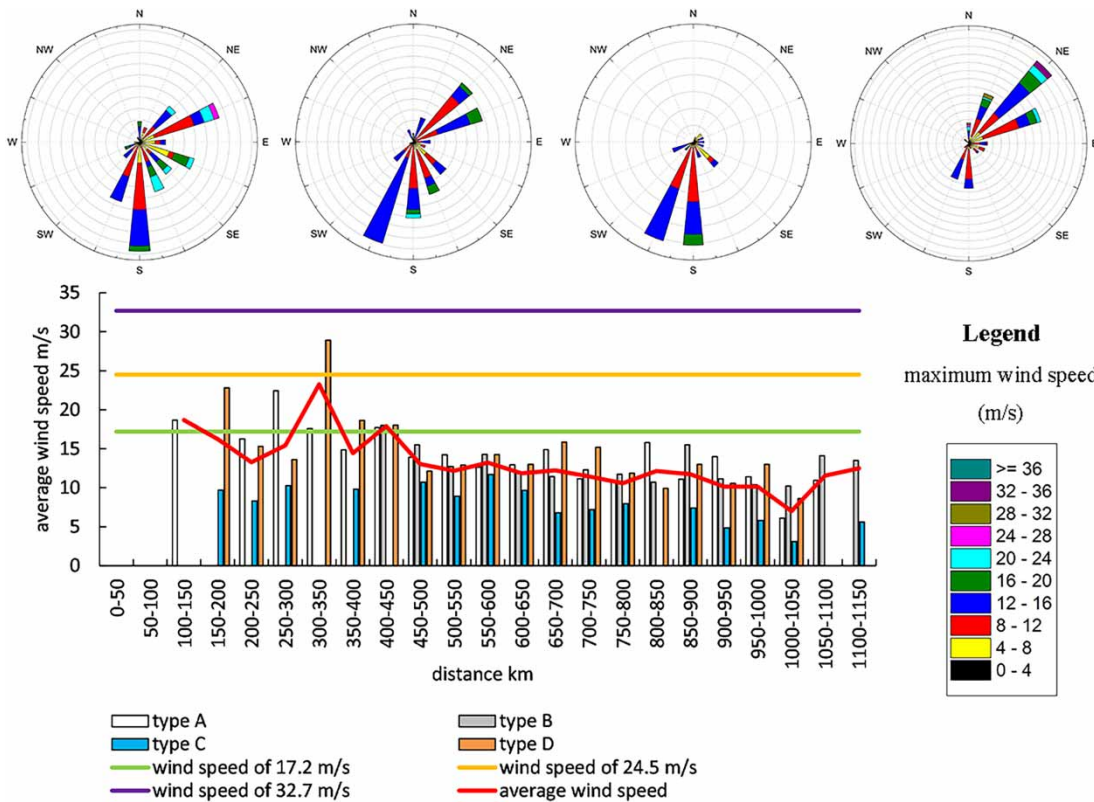 N
NE
E
SE
S
SW
W
NW
N
NE
E
SE
S
SW
W
NW
N
NE
E
SE
S
SW
W
NW
N
NE
E
SE
S
SW
W
NW
average wind speed m/s
35
30
25
20
15
10
5
0
0-50
50-100
100-150
150-200
200-250
250-300
300-350
350-400
400-450
450-500
500-550
550-600
600-650
650-700
700-750
750-800
800-850
850-900
900-950
950-1000
1000-1050
1050-1100
1100-1150
distance km
type A
type B
type C
type D
wind speed of 17.2 m/s
wind speed of 24.5 m/s
wind speed of 32.7 m/s
average wind speed
Legend
maximum wind speed
(m/s)
>= 36
32 - 36
28 - 32
24 - 28
20 - 24
16 - 20
12 - 16
8 - 12
4 - 8
0 - 4